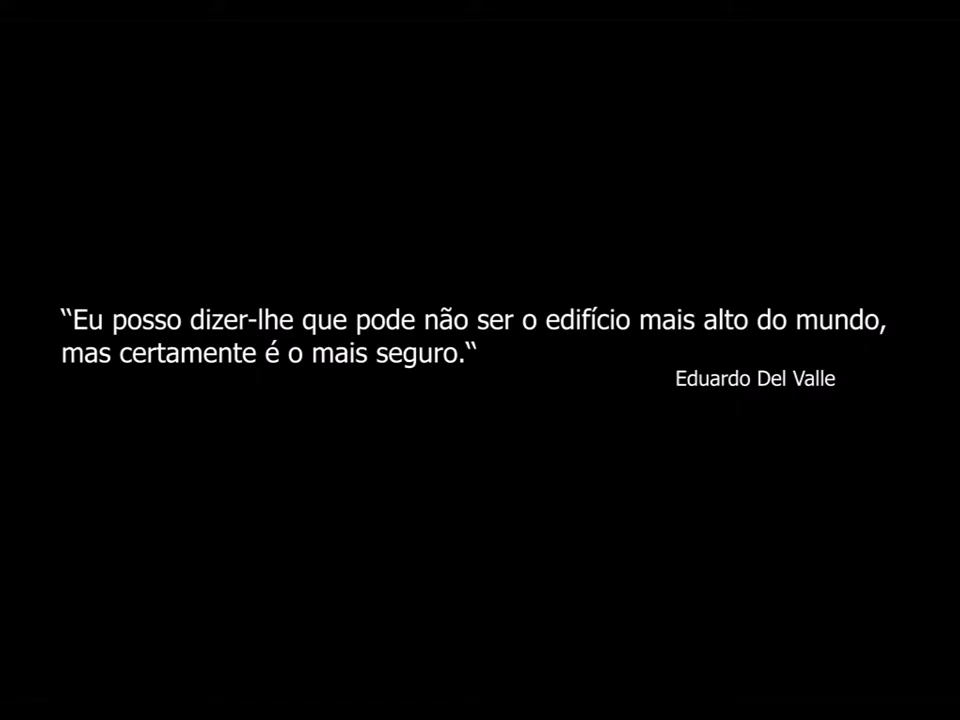 ‟Eu posso dizer-lhe que pode não ser o edifício mais alto do mundo,
mas certamente é o mais seguro.‟
Eduardo Del Valle